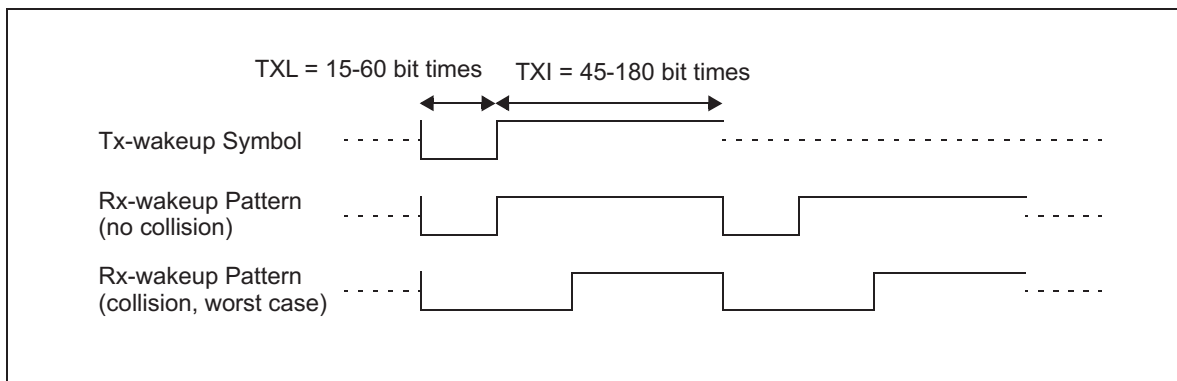 TXL = 15-60 bit times
TXI = 45-180 bit times
Tx-wakeup Symbol
Rx-wakeup Pattern
(no collision)
Rx-wakeup Pattern
(collision, worst case)